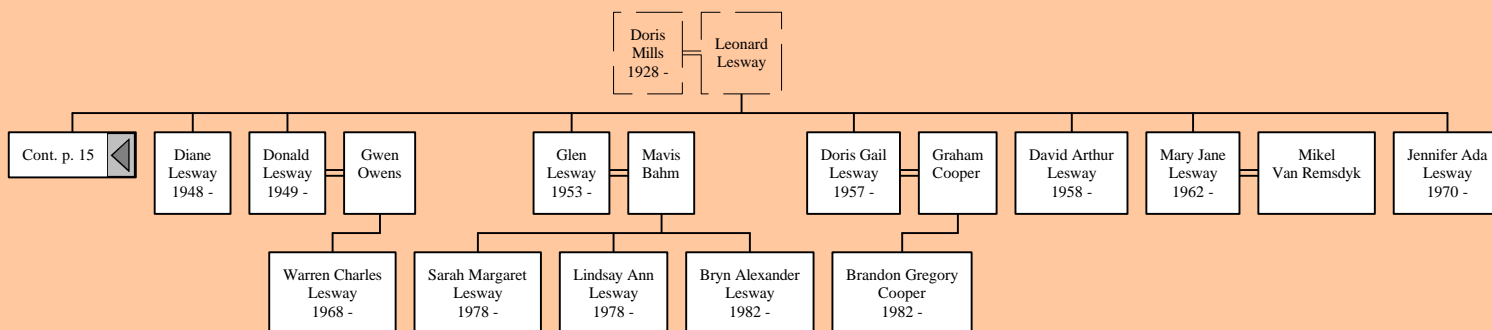 Doris
Mills
1928 -
Leonard
Lesway
Cont. p. 15
Diane
Lesway
1948 -
Donald
Lesway
1949 -
Gwen
Owens
Glen
Lesway
1953 -
Mavis
Bahm
Doris Gail
Lesway
1957 -
Graham
Cooper
David Arthur
Lesway
1958 -
Mary Jane
Lesway
1962 -
Mikel
Van Remsdyk
Jennifer Ada
Lesway
1970 -
Warren Charles
Lesway
1968 -
Sarah Margaret
Lesway
1978 -
Lindsay Ann
Lesway
1978 -
Bryn Alexander
Lesway
1982 -
Brandon Gregory
Cooper
1982 -